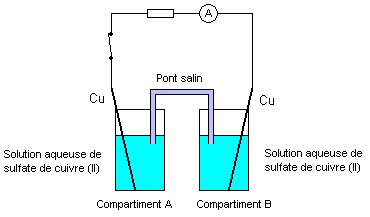 A
Pont salin
Cu
Cu
Solution aqueuse de
sulfate de cuivre (II)
Solution aqueuse de
sulfate de cuivre (II)
Compartiment A
Compartiment B